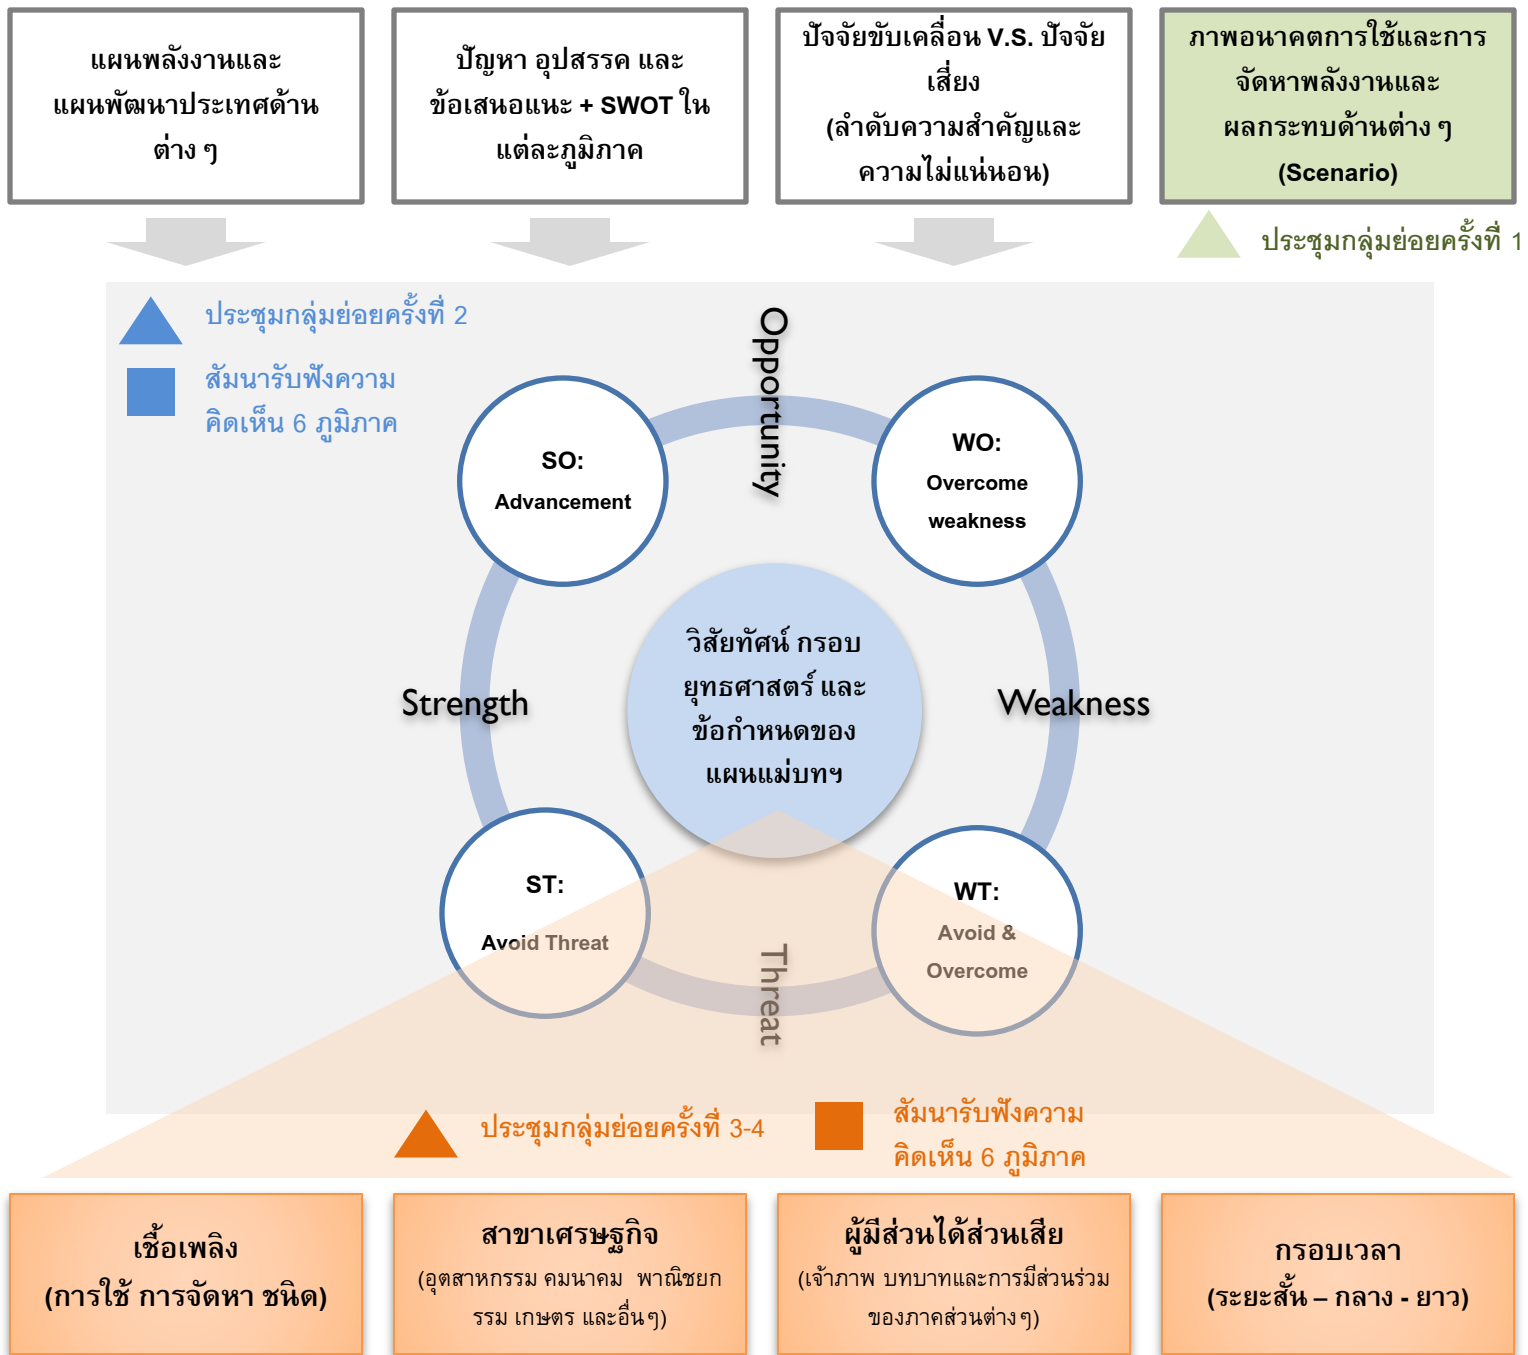 แผนพลังงานและ
แผนพัฒนาประเทศด้าน
ต่าง ๆ
ปัญหา อุปสรรค และ
ข้อเสนอแนะ + SWOT ใน
แต่ละภูมิภาค
ปัจจัยขับเคลื่อน V.S. ปัจจัย
เสี่ยง
(ลำดับความสำคัญและ
ความไม่แน่นอน)
ภาพอนาคตการใช้และการ
จัดหาพลังงานและ
ผลกระทบด้านต่าง ๆ
(Scenario)
ประชุมกลุ่มย่อยครั้งที่ 1
ประชุมกลุ่มย่อยครั้งที่ 2
สัมนารับฟังความ
คิดเห็น 6 ภูมิภาค
Opportunity
SO:
Advancement
WO:
Overcome
weakness
วิสัยทัศน์ กรอบ
ยุทธศาสตร์ และ
ข้อกำหนดของ
แผนแม่บทฯ
Strength
Weakness
ST:
Avoid Threat
WT:
Avoid &
Overcome
Threat
ประชุมกลุ่มย่อยครั้งที่ 3-4
สัมนารับฟังความ
คิดเห็น 6 ภูมิภาค
เชื้อเพลิง
(การใช้ การจัดหา ชนิด)
สาขาเศรษฐกิจ
(อุตสาหกรรม คมนาคม พาณิชยก
รรม เกษตร และอื่นๆ)
ผู้มีส่วนได้ส่วนเสีย
(เจ้าภาพ บทบาทและการมีส่วนร่วม
ของภาคส่วนต่างๆ)
กรอบเวลา
(ระยะสั้น – กลาง - ยาว)